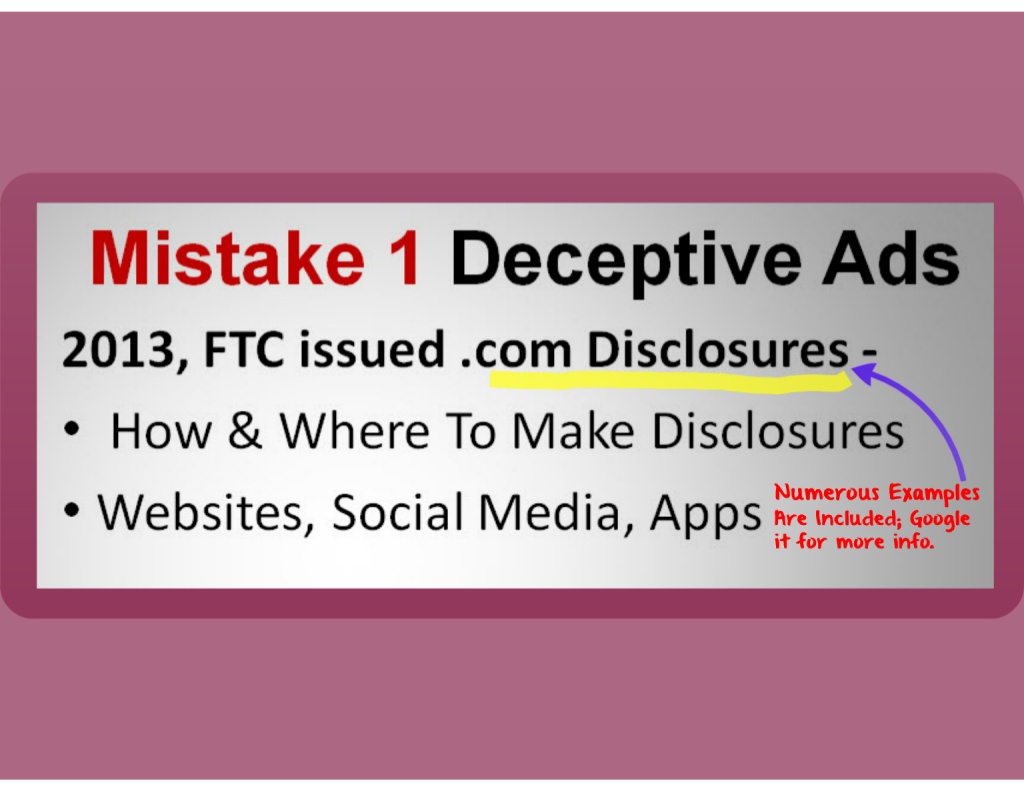 Mistake 1 Deceptive Ads
2013, FTC issued .com Disclosures -
• How & Where To Make Disclosures
• Websites, Social Media, Apps
Numerous Examples
Are Included; Google
it for more info.